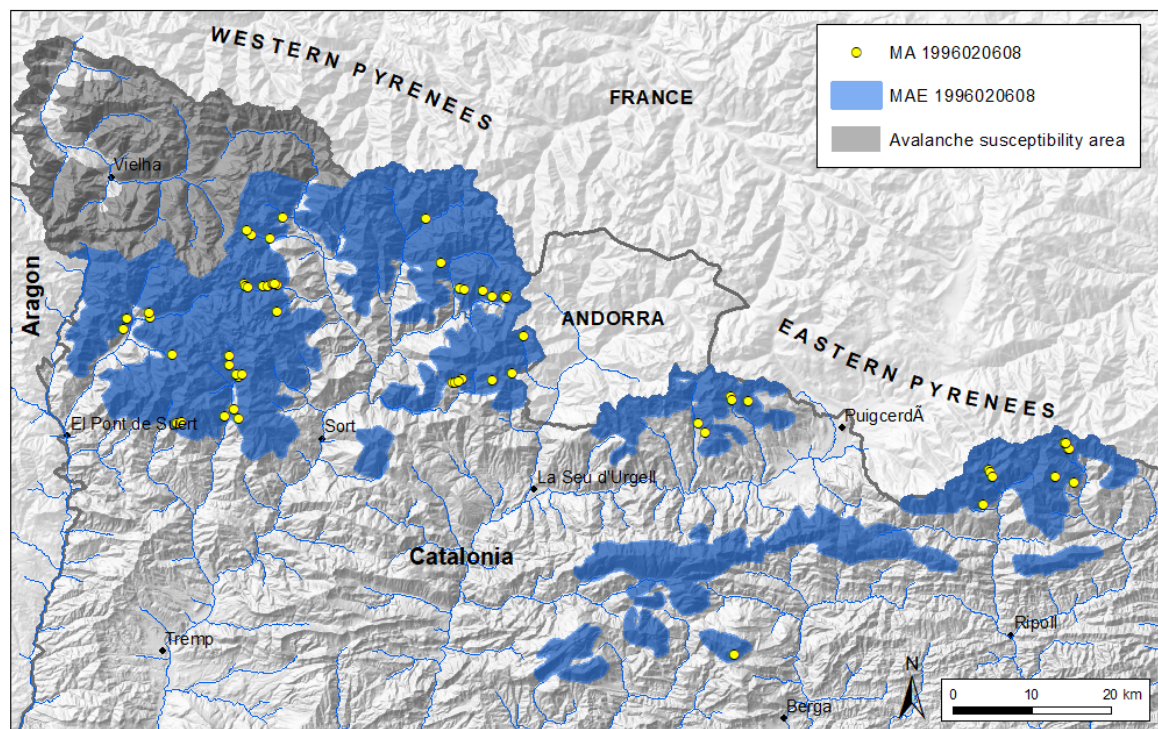 WESTERN PYRENEES
FRANCE
MA 1996020608
MAE 1996020608
Avalanche susceptibility area
Vielha
Aragon
ANDORRA
EASTERN PYRENEES
El Pont de Suert
Sort
PuigcerdÃ
La Seu d'Urgell
Catalonia
Tremp
Ripoll
Berga
N
0 10 20 km